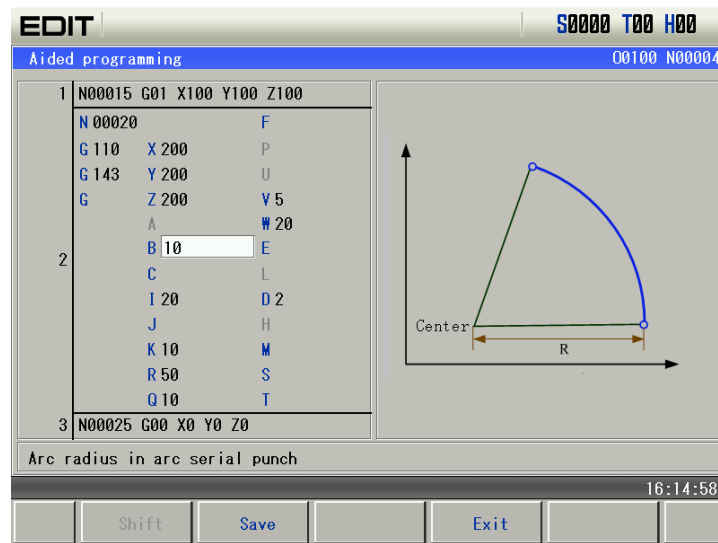 EDIT S0000 T00 H00
Aided programming O0100 N00004
1 N00015 G01 X100 Y100 Z100
N 00020 F
G 110 X 200 P
G 143 Y 200 U
G Z 200 V 5
A W 20
2 B 10 E
C L
I 20 D 2
J H
K 10 M
R 50 S
Q 10 T
3 N00025 G00 X0 Y0 Z0
Center
R
Arc radius in arc serial punch
16:14:58
Shift Save Exit